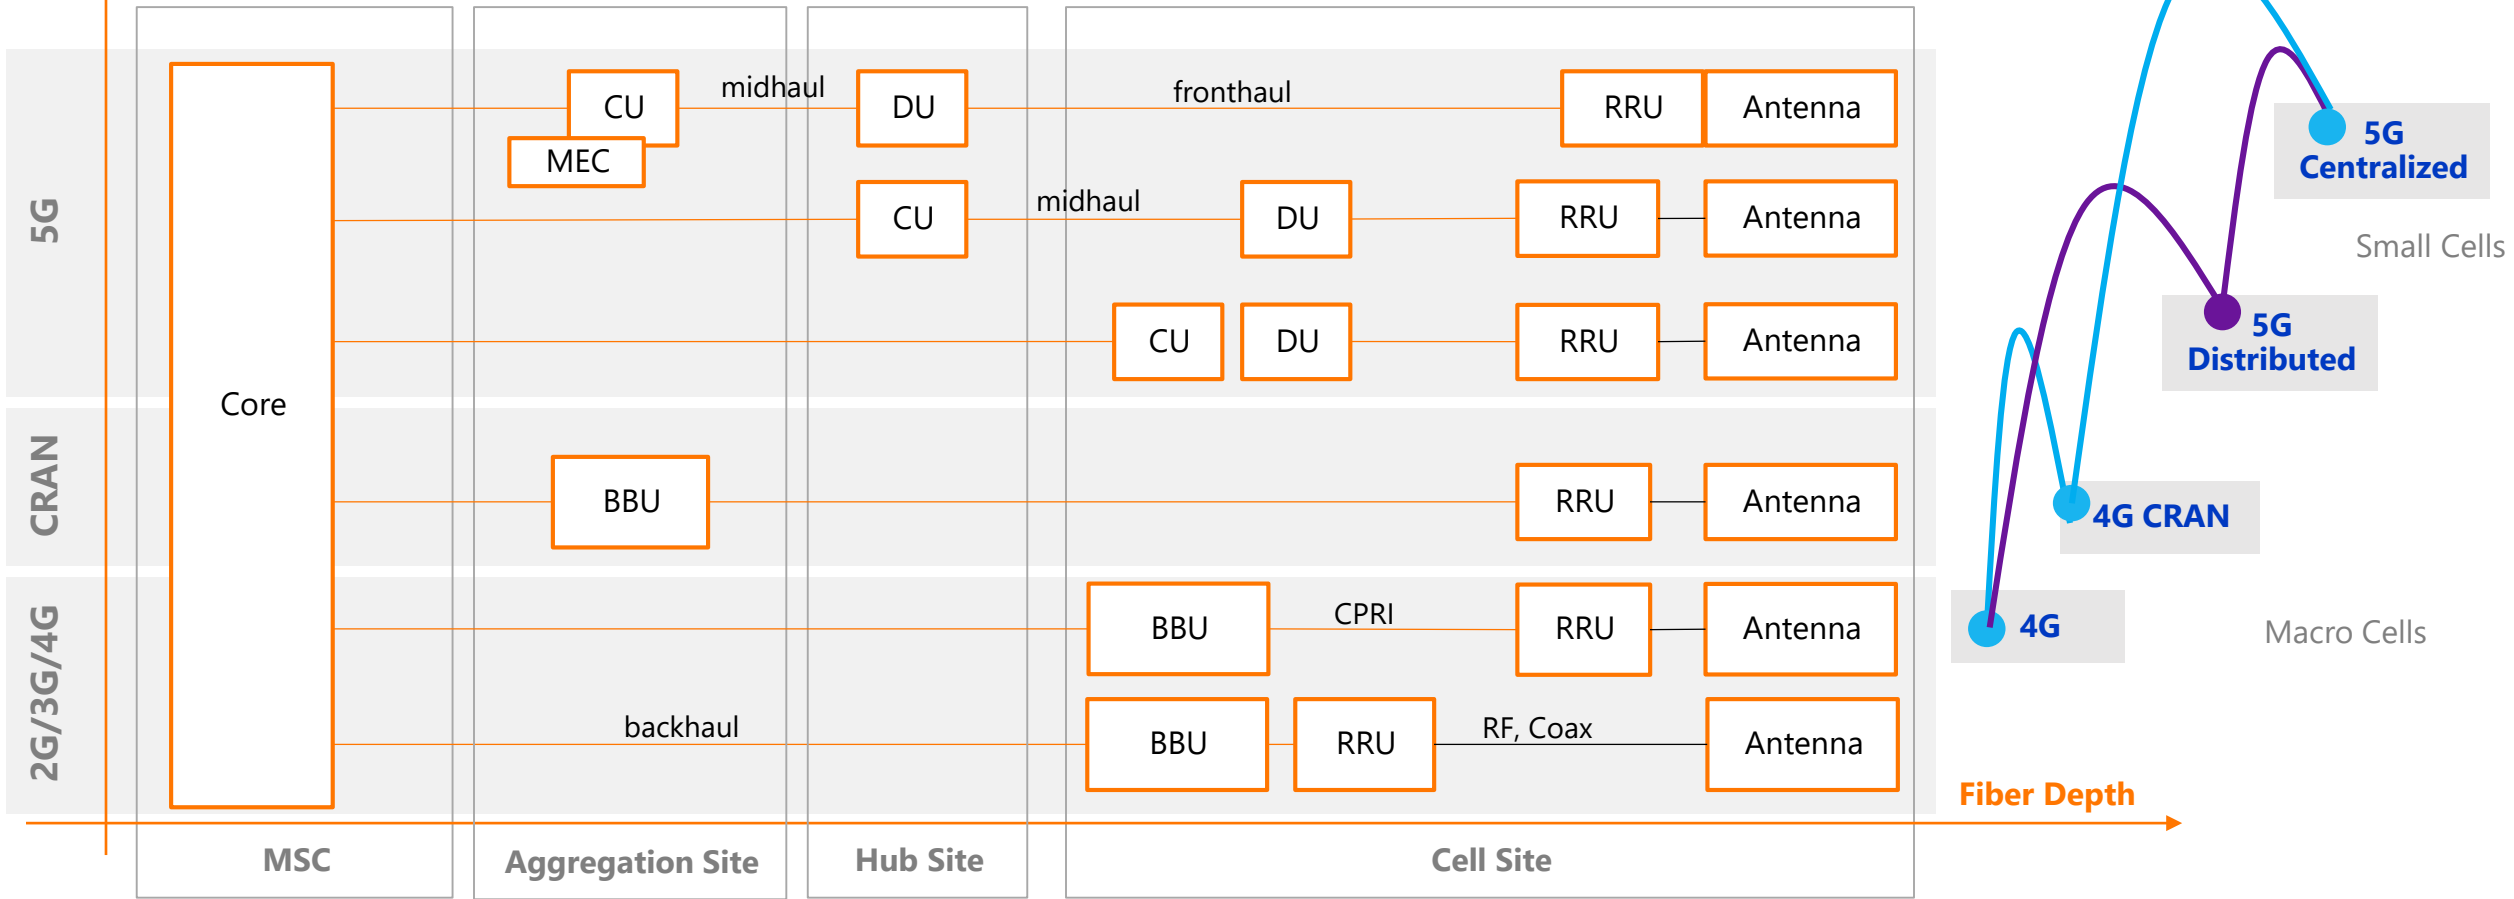 5G
CU
midhaul
DU
fronthaul
RRU
Antenna
MEC
CU
midhaul
DU
RRU
Antenna
CU
DU
RRU
Antenna
Core
CRAN
BBU
RRU
Antenna
2G/3G/4G
BBU
CPRI
RRU
Antenna
backhaul
BBU
RRU
RF, Coax
Antenna
MSC
Aggregation Site
Hub Site
Cell Site
Fiber Depth
5G
Centralized
Small Cells
5G
Distributed
4G CRAN
4G
Macro Cells